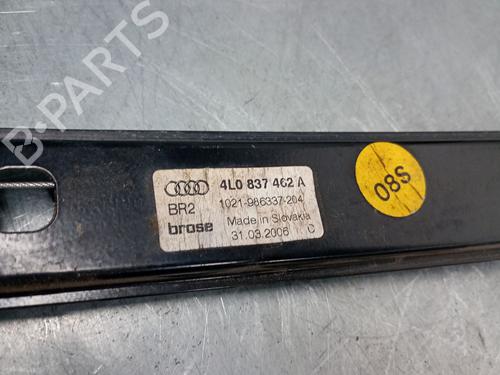 B-PARTS
4L0 837 462 A
BR2 1021-986337-204
brose Made in Slovakia
31.03.2006 C
08S